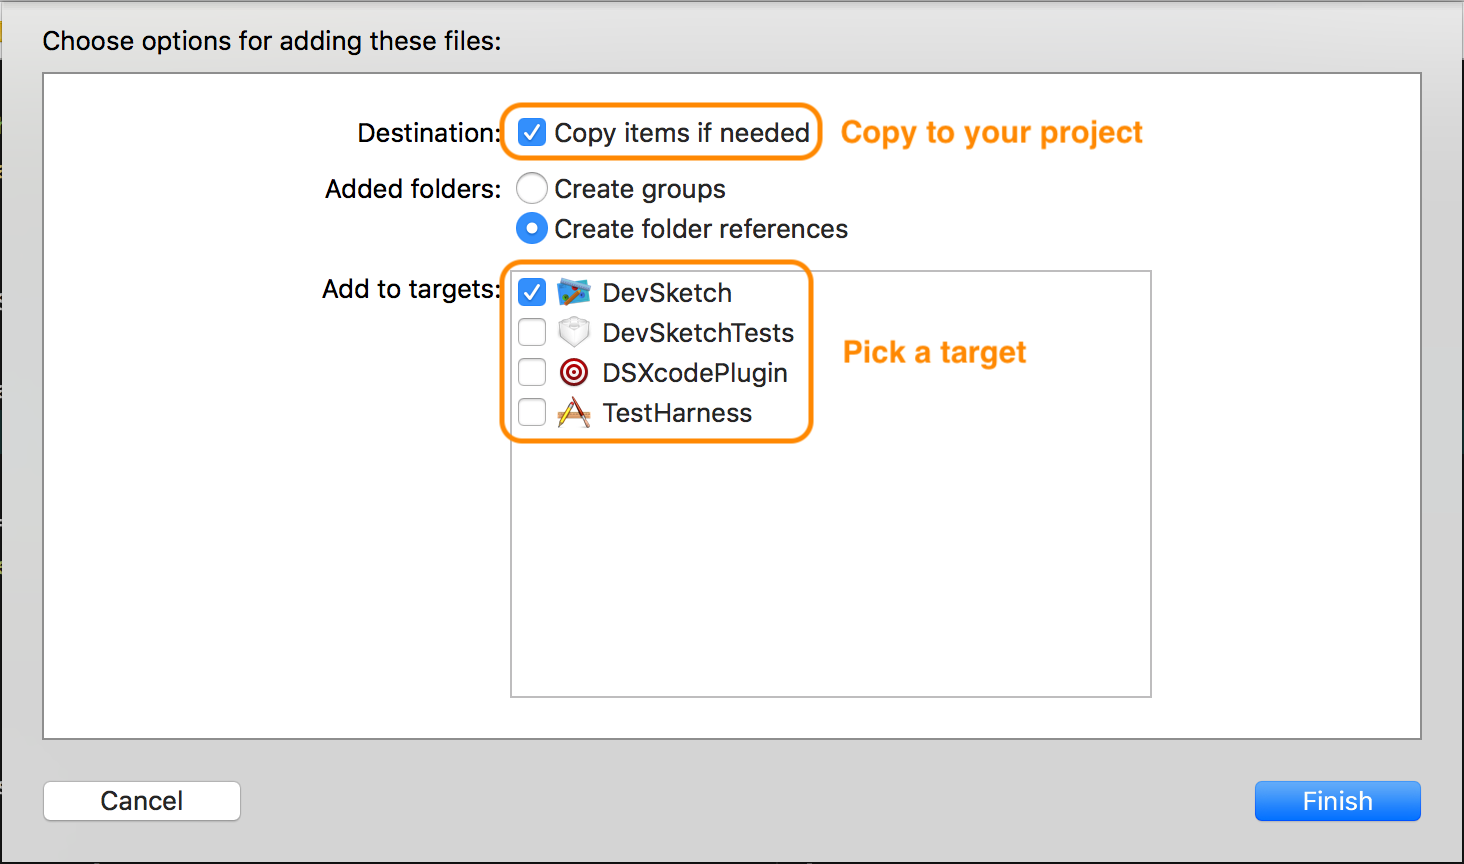 Choose options for adding these files:
Destination: Copy items if needed Copy to your project
Added folders: Create groups
Create folder references
Add to targets: DevSketch
DevSketchTests
Pick a target
DSXcodePlugin
TestHarness
Cancel Finish